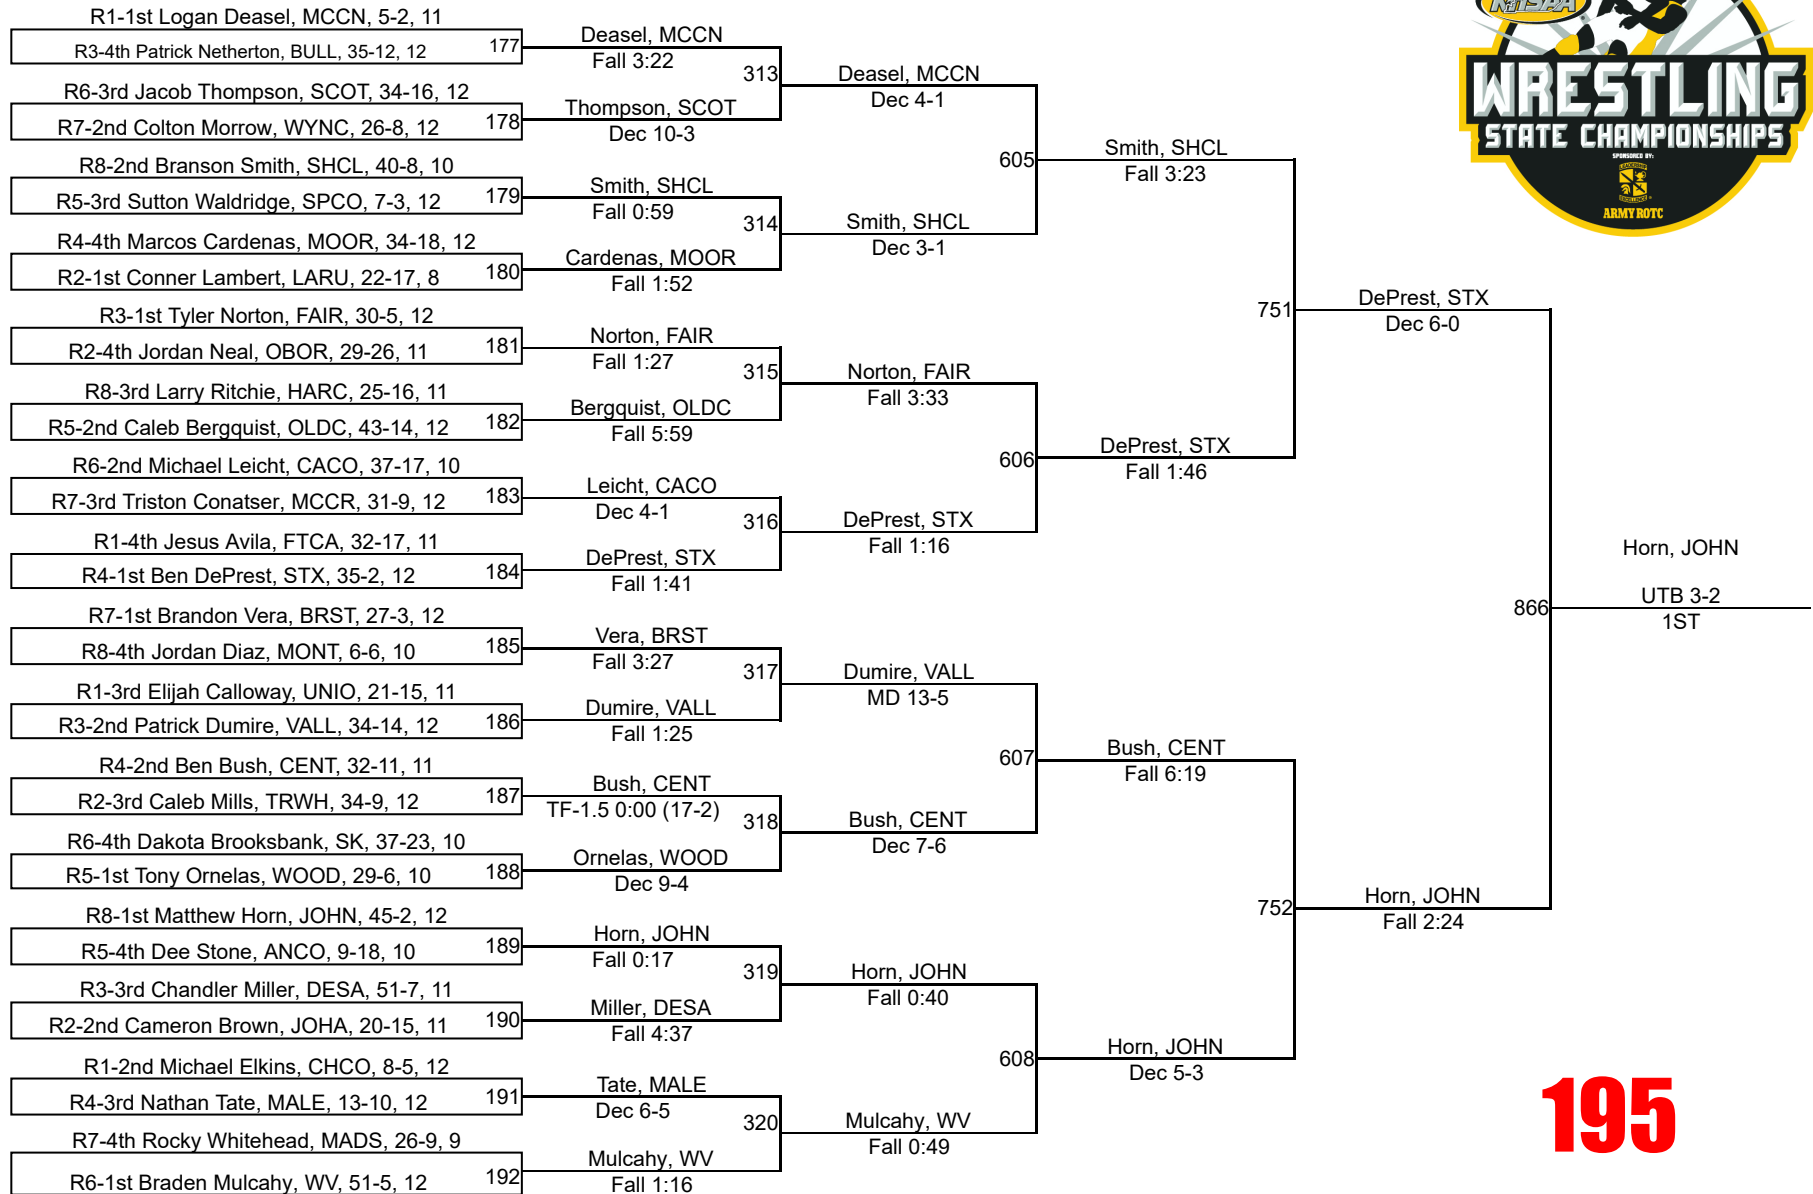 R1-1st Logan Deasel, MCCN, 5-2, 11
R3-4th Patrick Netherton, BULL, 35-12, 12
177
R6-3rd Jacob Thompson, SCOT, 34-16, 12
R7-2nd Colton Morrow, WYNC, 26-8, 12
178
R8-2nd Branson Smith, SHCL, 40-8, 10
R5-3rd Sutton Waldridge, SPCO, 7-3, 12
179
R4-4th Marcos Cardenas, MOOR, 34-18, 12
R2-1st Conner Lambert, LARU, 22-17, 8
180
R3-1st Tyler Norton, FAIR, 30-5, 12
R2-4th Jordan Neal, OBOR, 29-26, 11
181
R8-3rd Larry Ritchie, HARC, 25-16, 11
R5-2nd Caleb Bergquist, OLDC, 43-14, 12
182
R6-2nd Michael Leicht, CACO, 37-17, 10
R7-3rd Triston Conatser, MCCR, 31-9, 12
183
R1-4th Jesus Avila, FTCA, 32-17, 11
R4-1st Ben DePrest, STX, 35-2, 12
184
R7-1st Brandon Vera, BRST, 27-3, 12
R8-4th Jordan Diaz, MONT, 6-6, 10
185
R1-3rd Elijah Calloway, UNIO, 21-15, 11
R3-2nd Patrick Dumire, VALL, 34-14, 12
186
R4-2nd Ben Bush, CENT, 32-11, 11
R2-3rd Caleb Mills, TRWH, 34-9, 12
187
R6-4th Dakota Brooksbank, SK, 37-23, 10
R5-1st Tony Ornelas, WOOD, 29-6, 10
188
R8-1st Matthew Horn, JOHN, 45-2, 12
R5-4th Dee Stone, ANCO, 9-18, 10
189
R3-3rd Chandler Miller, DESA, 51-7, 11
R2-2nd Cameron Brown, JOHA, 20-15, 11
190
R1-2nd Michael Elkins, CHCO, 8-5, 12
R4-3rd Nathan Tate, MALE, 13-10, 12
191
R7-4th Rocky Whitehead, MADS, 26-9, 9
R6-1st Braden Mulcahy, WV, 51-5, 12
192
Deasel, MCCN
Fall 3:22
313
Thompson, SCOT
Dec 10-3
Smith, SHCL
Fall 0:59
314
Cardenas, MOOR
Fall 1:52
Norton, FAIR
Fall 1:27
315
Bergquist, OLDC
Fall 5:59
Leicht, CACO
Dec 4-1
316
DePrest, STX
Fall 1:41
Vera, BRST
Fall 3:27
317
Dumire, VALL
Fall 1:25
Bush, CENT
TF-1.5 0:00 (17-2)
318
Ornelas, WOOD
Dec 9-4
Horn, JOHN
Fall 0:17
319
Miller, DESA
Fall 4:37
Tate, MALE
Dec 6-5
320
Mulcahy, WV
Fall 1:16
Deasel, MCCN
Dec 4-1
605
Smith, SHCL
Dec 3-1
Norton, FAIR
Fall 3:33
606
DePrest, STX
Fall 1:16
Dumire, VALL
MD 13-5
607
Bush, CENT
Dec 7-6
Horn, JOHN
Fall 0:40
608
Mulcahy, WV
Fall 0:49
Smith, SHCL
Fall 3:23
751
DePrest, STX
Fall 1:46
Bush, CENT
Fall 6:19
752
Horn, JOHN
Dec 5-3
DePrest, STX
Dec 6-0
866
Horn, JOHN
Fall 2:24
Horn, JOHN
UTB 3-2
1ST
WRESTLING
STATE CHAMPIONSHIPS
SPONSORED BY:
ARMY ROTC
195